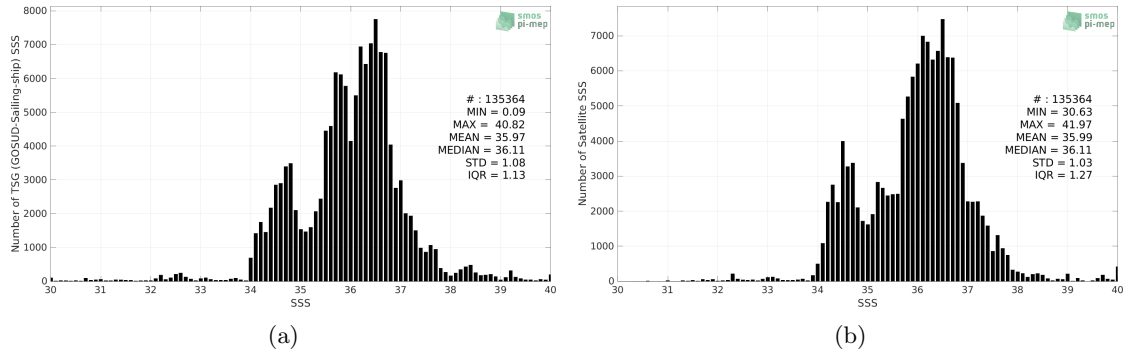 smos
pi-mep
Number of TSG (GOSUD-Sailing-ship) SSS
8000
7000
6000
5000
4000
3000
2000
1000
0
# : 135364
MIN = 0.09
MAX = 40.82
MEAN = 35.97
MEDIAN = 36.11
STD = 1.08
IQR = 1.13
30 31 32 33 34 35 36 37 38 39 40
SSS
(a)
smos
pi-mep
Number of Satellite SSS
7000
6000
5000
4000
3000
2000
1000
0
# : 135364
MIN = 30.63
MAX = 41.97
MEAN = 35.99
MEDIAN = 36.11
STD = 1.03
IQR = 1.27
30 31 32 33 34 35 36 37 38 39 40
SSS
(b)